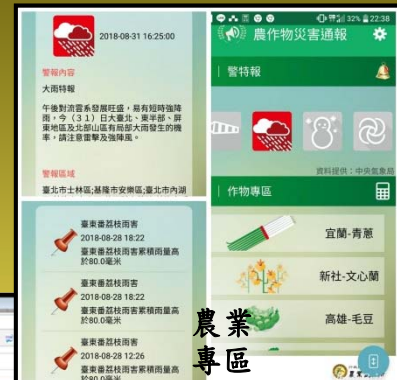 2018-08-31 16:25:00
警報內容
大雨特報
午後對流雲系發展旺盛，易有短時強降
雨，今（３１）日大臺北、東半部、屏
東地區及北部山區有局部大雨發生的機
率，請注意雷擊及強陣風。
警報區域
臺北市士林區;基隆市安樂區;臺北市內湖
臺東番荔枝雨害
2018-08-28 18:22
臺東番荔枝雨害累積雨量高
於80.0毫米
臺東番荔枝雨害
2018-08-28 18:22
臺東番荔枝雨害累積雨量高
於80.0毫米
臺東番荔枝雨害
2018-08-28 12:26
臺東番荔枝雨害累積雨量高
於80.0毫米
32% 22:38
農作物災害通報
警特報
資料提供：中央氣象局
作物專區
宜蘭-青蔥
新社-文心蘭
高雄-毛豆
農業
專區